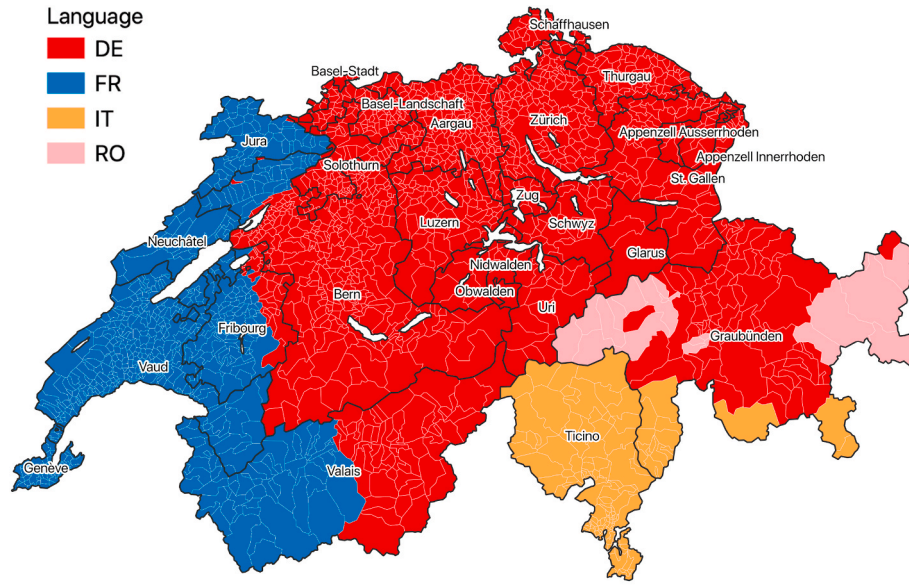 Language
DE
FR
IT
RO
Schaffhausen
Basel-Stadt
Thurgau
Basel-Landschaft
Aargau
Zürich
Jura
Appenzell Ausserrhoden
Solothurn
Appenzell Innerrhoden
St. Gallen
Zug
Luzern
Schwyz
Neuchâtel
Glarus
Nidwalden
Obwalden
Bern
Uri
Fribourg
Graubünden
Vaud
Ticino
Genève
Valais